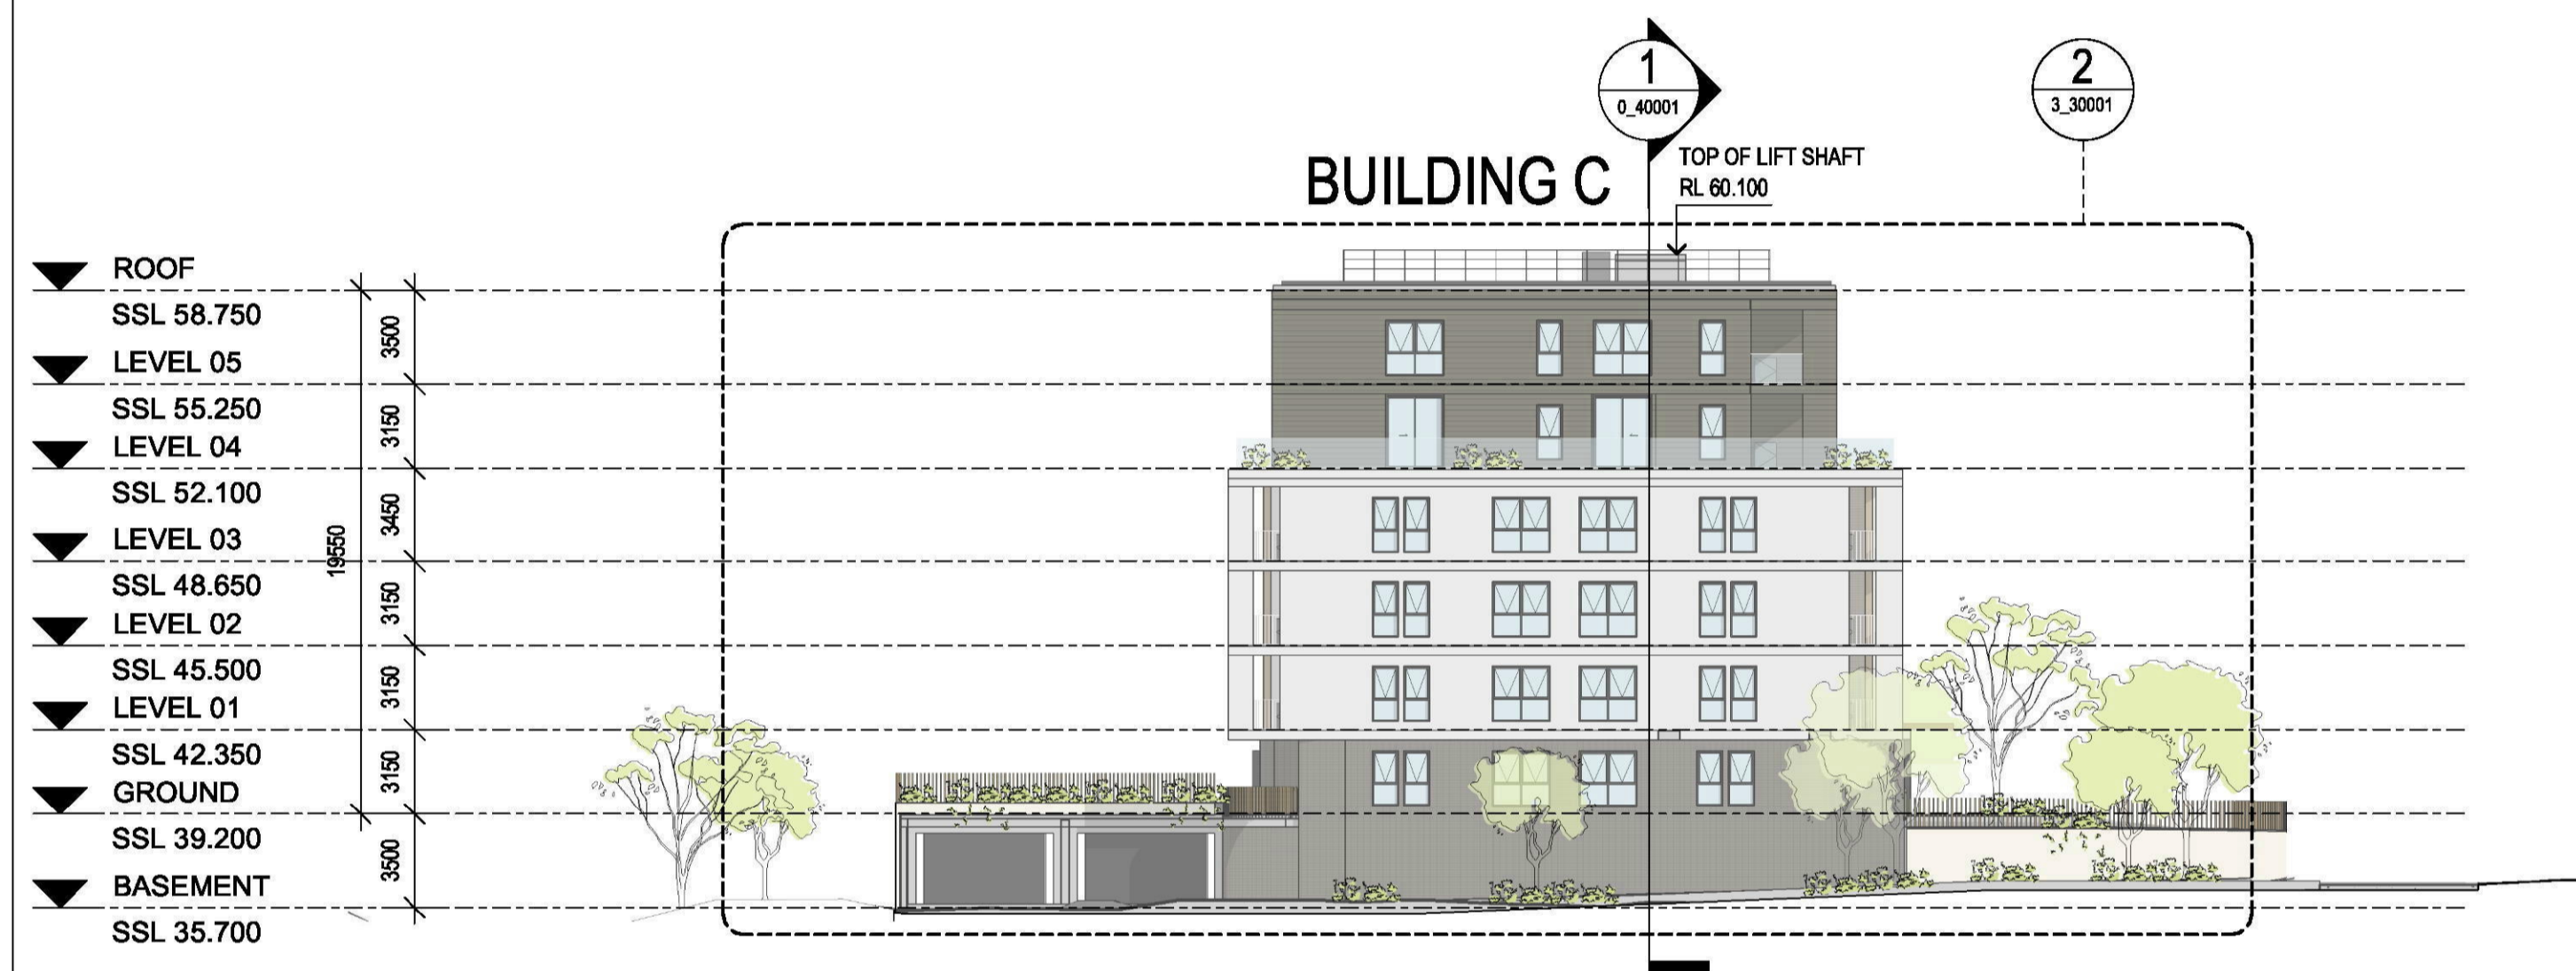 1
0_40001
2
3_30001
BUILDING C
TOP OF LIFT SHAFT
RL 60.100
ROOF
SSL 58.750
3500
LEVEL 05
SSL 55.250
3150
LEVEL 04
SSL 52.100
3450
19550
LEVEL 03
SSL 48.650
3150
LEVEL 02
SSL 45.500
3150
LEVEL 01
SSL 42.350
3150
GROUND
SSL 39.200
3500
BASEMENT
SSL 35.700